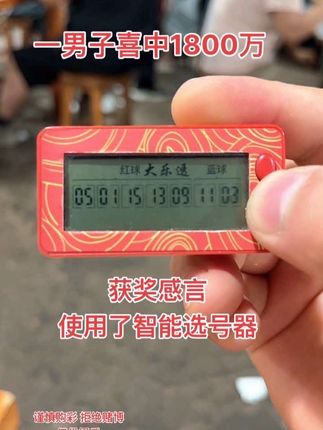 一男子喜中1800万
红球 大乐透 蓝球
05 01 15 13 09 11 03
获奖感言
使用了智能选号器
谨慎购彩 拒绝赌博